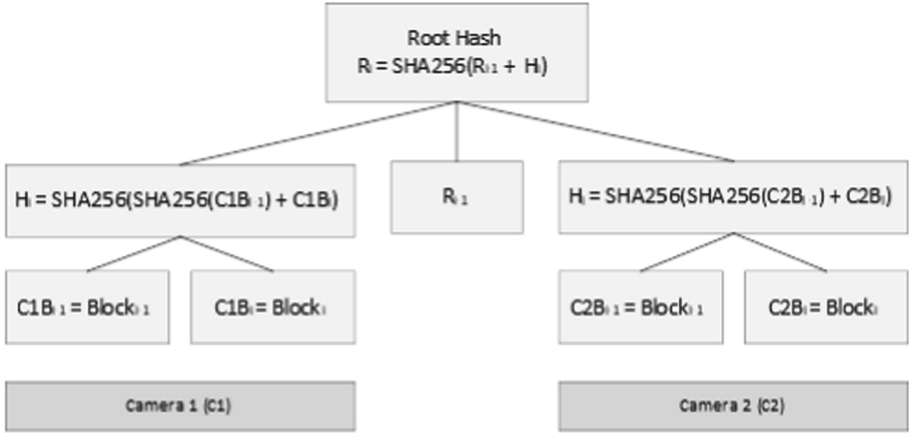 Root Hash
Rᵢ = SHA256(Rᵢ₋₁ + Hᵢ)
Hᵢ = SHA256(SHA256(C1Bᵢ₋₁) + C1Bᵢ)
Rᵢ₋₁
Hᵢ = SHA256(SHA256(C2Bᵢ₋₁) + C2Bᵢ)
C1Bᵢ₋₁ = Blockᵢ₋₁
C1Bᵢ = Blockᵢ
C2Bᵢ₋₁ = Blockᵢ₋₁
C2Bᵢ = Blockᵢ
Camera 1 (C1)
Camera 2 (C2)